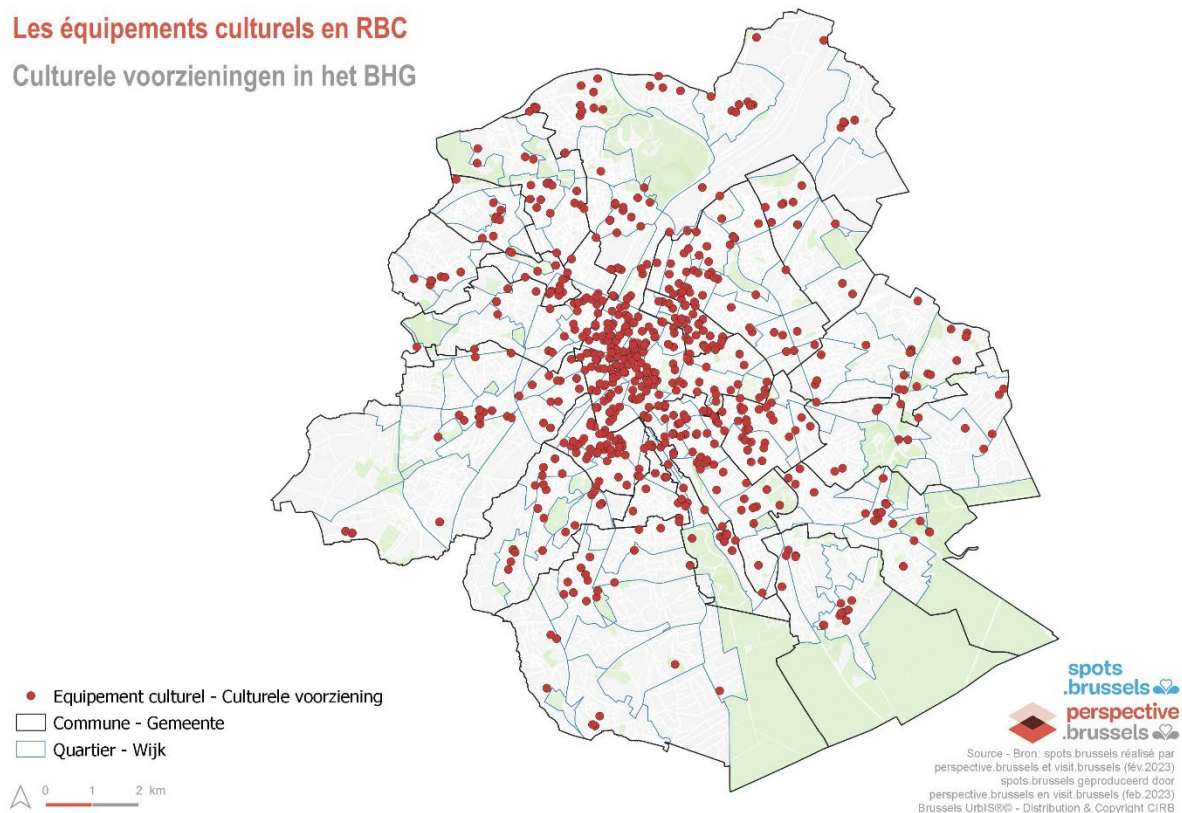 Les équipements culturels en RBC
Culturele voorzieningen in het BHG
Equipement culturel - Culturele voorziening
Commune - Gemeente
Quartier - Wijk
0 1 2 km
spots
.brussels
perspective
.brussels
Source - Bron: spots.brussels réalisé par
perspective.brussels et visit.brussels (fév.2023)
spots.brussels geproduceerd door
perspective.brussels en visit.brussels (feb.2023)
Brussels UrbIS®© - Distribution & Copyright CIRB